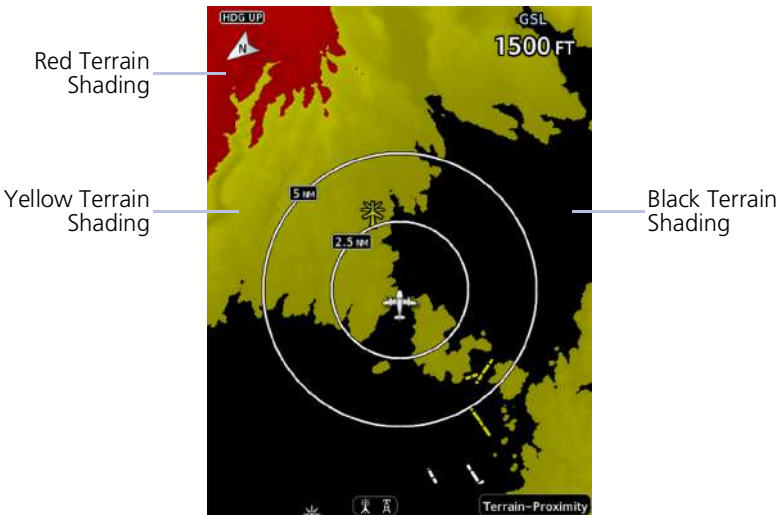 HDG UP
GSL
1500 FT
N
Red Terrain
Shading
5 NM
Yellow Terrain
Shading
Black Terrain
Shading
2.5 NM
Terrain-Proximity